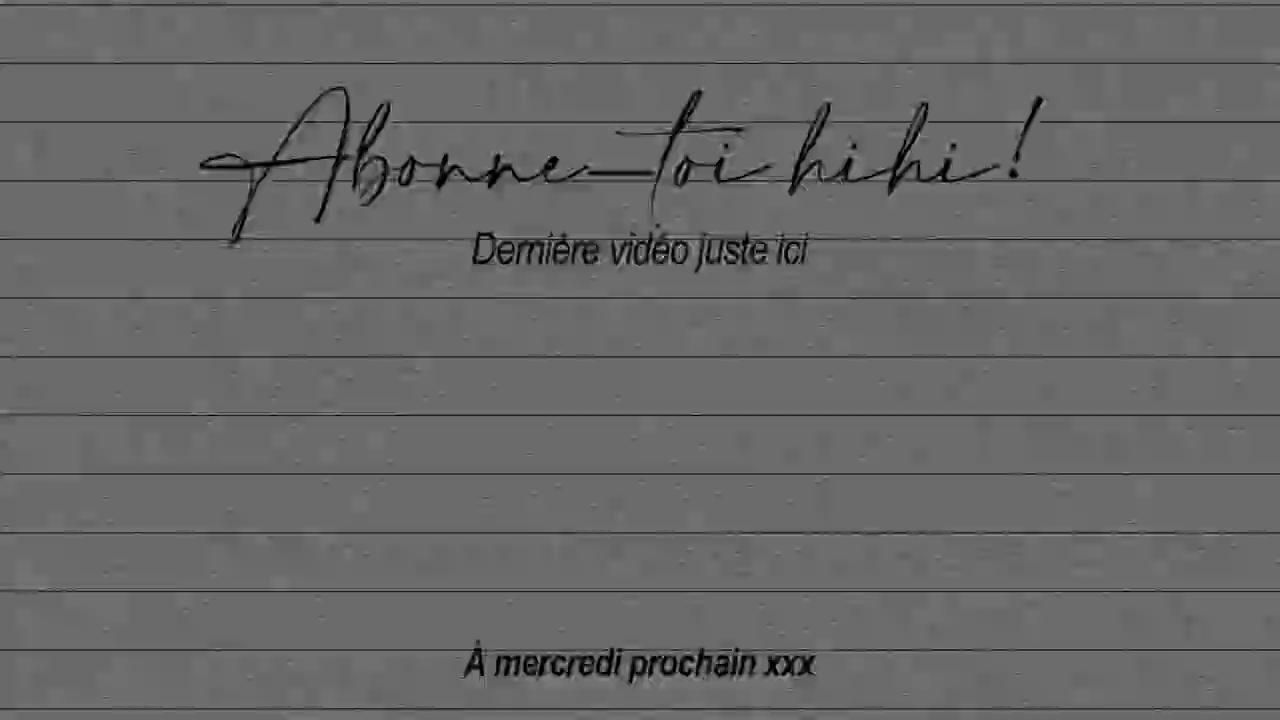 Abonne-toi hihi !
Dernière vidéo juste ici
À mercredi prochain xxx